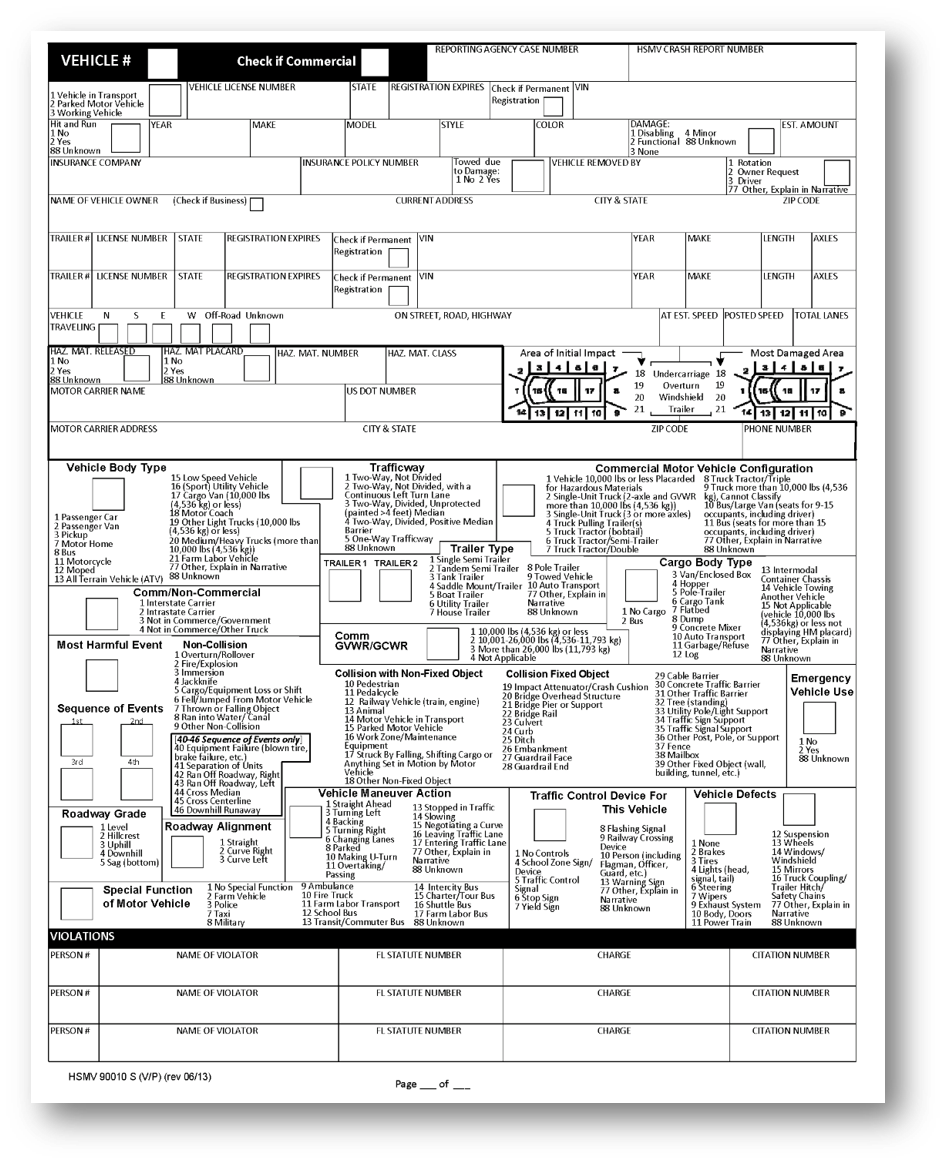 VEHICLE #
Check if Commercial
REPORTING AGENCY CASE NUMBER
HSMV CRASH REPORT NUMBER
1 Vehicle in Transport
2 Parked Motor Vehicle
3 Working Vehicle
VEHICLE LICENSE NUMBER
STATE
REGISTRATION EXPIRES
Check if Permanent
Registration
VIN
Hit and Run
1 No
2 Yes
88 Unknown
YEAR
MAKE
MODEL
STYLE
COLOR
DAMAGE:
1 Disabling 4 Minor
2 Functional 88 Unknown
3 None
EST. AMOUNT
INSURANCE COMPANY
INSURANCE POLICY NUMBER
Towed due
to Damage:
1 No 2 Yes
VEHICLE REMOVED BY
1 Rotation
2 Owner Request
3 Driver
77 Other, Explain in Narrative
NAME OF VEHICLE OWNER (Check if Business)
CURRENT ADDRESS
CITY & STATE
ZIP CODE
TRAILER #
LICENSE NUMBER
STATE
REGISTRATION EXPIRES
Check if Permanent
Registration
VIN
YEAR
MAKE
LENGTH
AXLES
TRAILER #
LICENSE NUMBER
STATE
REGISTRATION EXPIRES
Check if Permanent
Registration
VIN
YEAR
MAKE
LENGTH
AXLES
VEHICLE N S E W Off-Road Unknown
TRAVELING
ON STREET, ROAD, HIGHWAY
AT EST. SPEED
POSTED SPEED
TOTAL LANES
HAZ. MAT. RELEASED
1 No
2 Yes
88 Unknown
HAZ. MAT PLACARD
1 No
2 Yes
88 Unknown
HAZ. MAT. NUMBER
HAZ. MAT. CLASS
Area of Initial Impact
Most Damaged Area
2 3 4 5 6 7
1 15 16 17 8
14 13 12 11 10 9
18 Undercarriage 18
19 Overturn 19
20 Windshield 20
21 Trailer 21
2 3 4 5 6 7
1 15 16 17 8
14 13 12 11 10 9
MOTOR CARRIER NAME
US DOT NUMBER
MOTOR CARRIER ADDRESS
CITY & STATE
ZIP CODE
PHONE NUMBER
Vehicle Body Type
1 Passenger Car
2 Passenger Van
3 Pickup
7 Motor Home
8 Bus
11 Motorcycle
12 Moped
13 All Terrain Vehicle (ATV)
15 Low Speed Vehicle
16 (Sport) Utility Vehicle
17 Cargo Van (10,000 lbs
(4,536 kg) or less)
18 Motor Coach
19 Other Light Trucks (10,000 lbs
(4,536 kg) or less)
20 Medium/Heavy Trucks (more than
10,000 lbs (4,536 kg))
21 Farm Labor Vehicle
77 Other, Explain in Narrative
88 Unknown
Trafficway
1 Two-Way, Not Divided
2 Two-Way, Not Divided, with a
Continuous Left Turn Lane
3 Two-Way, Divided, Unprotected
(painted >4 feet) Median
4 Two-Way, Divided, Positive Median
Barrier
5 One-Way Trafficway
88 Unknown
Commercial Motor Vehicle Configuration
1 Vehicle 10,000 lbs or less Placarded
for Hazardous Materials
2 Single-Unit Truck (2-axle and GVWR
more than 10,000 lbs (4,536 kg)
3 Single-Unit Truck (3 or more axles)
4 Truck Pulling Trailer(s)
5 Truck Tractor (bobtail)
6 Truck Tractor/Semi-Trailer
7 Truck Tractor/Double
8 Truck Tractor/Triple
9 Truck more than 10,000 lbs (4,536
kg), Cannot Classify
10 Bus/Large Van (seats for 9-15
occupants, including driver)
11 Bus (seats for more than 15
occupants, including driver)
77 Other, Explain in Narrative
88 Unknown
Trailer Type
TRAILER 1 TRAILER 2
1 Single Semi Trailer
2 Tandem Semi Trailer
3 Tank Trailer
4 Saddle Mount/Trailer
5 Boat Trailer
6 Utility Trailer
7 House Trailer
8 Pole Trailer
9 Towed Vehicle
10 Auto Transport
77 Other, Explain in
Narrative
88 Unknown
Cargo Body Type
1 No Cargo
2 Bus
3 Van/Enclosed Box
4 Hopper
5 Pole-Trailer
6 Cargo Tank
7 Flatbed
8 Dump
9 Concrete Mixer
10 Auto Transport
11 Garbage/Refuse
12 Log
13 Intermodal
Container Chassis
14 Vehicle Towing
Another Vehicle
15 Not Applicable
(vehicle 10,000 lbs
(4,536kg) or less not
displaying HM placard)
77 Other, Explain in
Narrative
88 Unknown
Comm/Non-Commercial
1 Interstate Carrier
2 Intrastate Carrier
3 Not in Commerce/Government
4 Not in Commerce/Other Truck
Comm
GVWR/GCWR
1 10,000 lbs (4,536 kg) or less
2 10,001-26,000 lbs (4,536-11,793 kg)
3 More than 26,000 lbs (11,793 kg)
4 Not Applicable
Most Harmful Event
Sequence of Events
1st
2nd
3rd
4th
Non-Collision
1 Overturn/Rollover
2 Fire/Explosion
3 Immersion
4 Jackknife
5 Cargo/Equipment Loss or Shift
6 Fell/Jumped From Motor Vehicle
7 Thrown or Falling Object
8 Ran into Water/ Canal
9 Other Non-Collision
[40-46 Sequence of Events only]
40 Equipment Failure (blown tire,
brake failure, etc.)
41 Separation of Units
42 Ran Off Roadway, Right
43 Ran Off Roadway, Left
44 Cross Median
45 Cross Centerline
46 Downhill Runaway
Collision with Non-Fixed Object
10 Pedestrian
11 Pedalcycle
12 Railway Vehicle (train, engine)
13 Animal
14 Motor Vehicle in Transport
15 Parked Motor Vehicle
16 Work Zone/Maintenance
Equipment
17 Struck By Falling, Shifting Cargo or
Anything Set in Motion by Motor
Vehicle
18 Other Non-Fixed Object
Collision Fixed Object
19 Impact Attenuator/Crash Cushion
20 Bridge Overhead Structure
21 Bridge Pier or Support
22 Bridge Rail
23 Culvert
24 Curb
25 Ditch
26 Embankment
27 Guardrail Face
28 Guardrail End
29 Cable Barrier
30 Concrete Traffic Barrier
31 Other Traffic Barrier
32 Tree (standing)
33 Utility Pole/Light Support
34 Traffic Sign Support
35 Traffic Signal Support
36 Other Post, Pole, or Support
37 Fence
38 Mailbox
39 Other Fixed Object (wall,
building, tunnel, etc.)
Emergency
Vehicle Use
1 No
2 Yes
88 Unknown
Roadway Grade
1 Level
2 Hillcrest
3 Uphill
4 Downhill
5 Sag (bottom)
Roadway Alignment
1 Straight
2 Curve Right
3 Curve Left
Vehicle Maneuver Action
1 Straight Ahead
3 Turning Left
4 Backing
5 Turning Right
6 Changing Lanes
8 Parked
10 Making U-Turn
11 Overtaking/
Passing
13 Stopped in Traffic
14 Slowing
15 Negotiating a Curve
16 Leaving Traffic Lane
17 Entering Traffic Lane
77 Other, Explain in
Narrative
88 Unknown
Traffic Control Device For
This Vehicle
1 No Controls
4 School Zone Sign/
Device
5 Traffic Control
Signal
6 Stop Sign
7 Yield Sign
8 Flashing Signal
9 Railway Crossing
Device
10 Person (including
Flagman, Officer,
Guard, etc.)
13 Warning Sign
77 Other, Explain in
Narrative
88 Unknown
Vehicle Defects
1 None
2 Brakes
3 Tires
4 Lights (head,
signal, tail)
6 Steering
7 Wipers
9 Exhaust System
10 Body, Doors
11 Power Train
12 Suspension
13 Wheels
14 Windows/
Windshield
15 Mirrors
16 Truck Coupling/
Trailer Hitch/
Safety Chains
77 Other, Explain in
Narrative
88 Unknown
Special Function
of Motor Vehicle
1 No Special Function
2 Farm Vehicle
3 Police
7 Taxi
8 Military
9 Ambulance
10 Fire Truck
11 Farm Labor Transport
12 School Bus
13 Transit/Commuter Bus
14 Intercity Bus
15 Charter/Tour Bus
16 Shuttle Bus
17 Farm Labor Bus
88 Unknown
VIOLATIONS
PERSON #
NAME OF VIOLATOR
FL STATUTE NUMBER
CHARGE
CITATION NUMBER
PERSON #
NAME OF VIOLATOR
FL STATUTE NUMBER
CHARGE
CITATION NUMBER
PERSON #
NAME OF VIOLATOR
FL STATUTE NUMBER
CHARGE
CITATION NUMBER
HSMV 90010 S (V/P) (rev 06/13)
Page ___ of ___